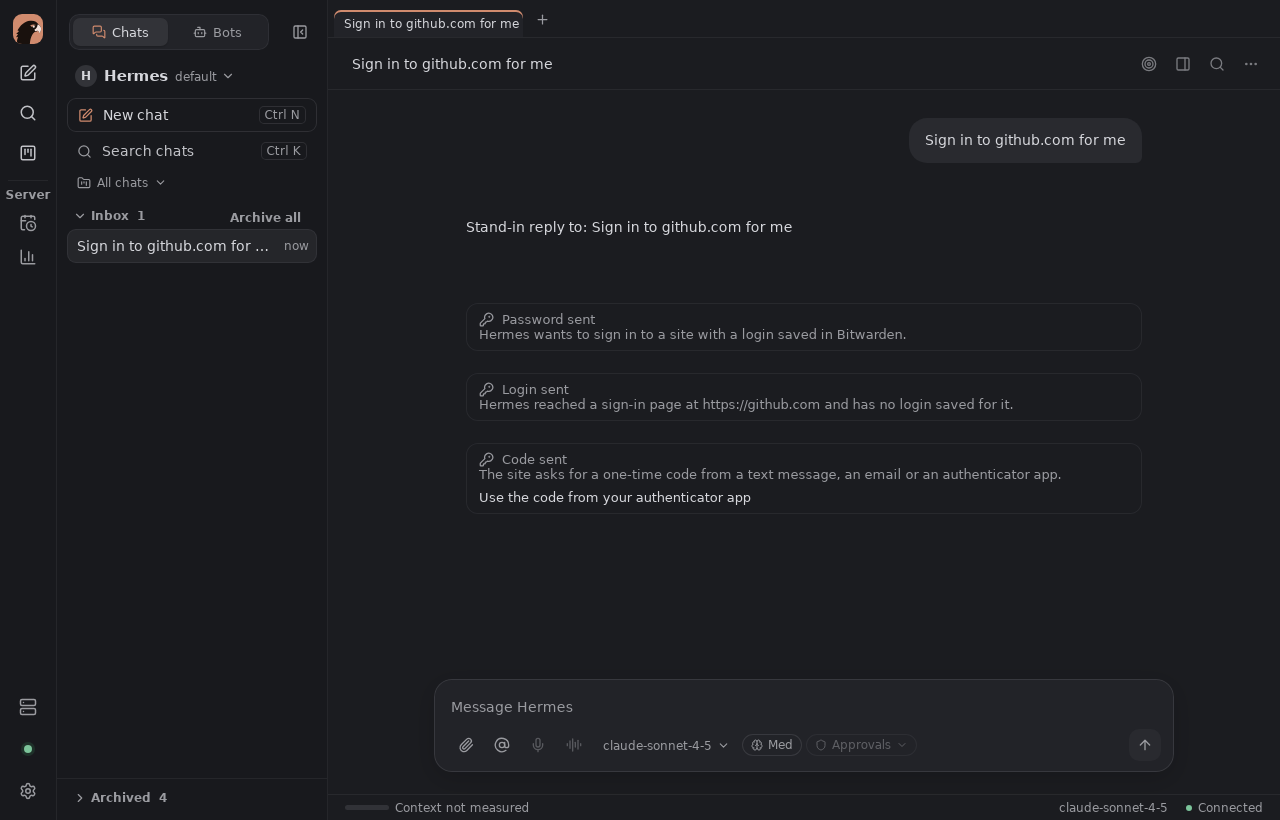 Chats
Bots
H Hermes default
New chat Ctrl N
Search chats Ctrl K
All chats
Server
Inbox 1 Archive all
Sign in to github.com for ... now
Archived 4
Sign in to github.com for me
Sign in to github.com for me
Sign in to github.com for me
Stand-in reply to: Sign in to github.com for me
Password sent
Hermes wants to sign in to a site with a login saved in Bitwarden.
Login sent
Hermes reached a sign-in page at https://github.com and has no login saved for it.
Code sent
The site asks for a one-time code from a text message, an email or an authenticator app.
Use the code from your authenticator app
Message Hermes
claude-sonnet-4-5 Med Approvals
Context not measured claude-sonnet-4-5 Connected